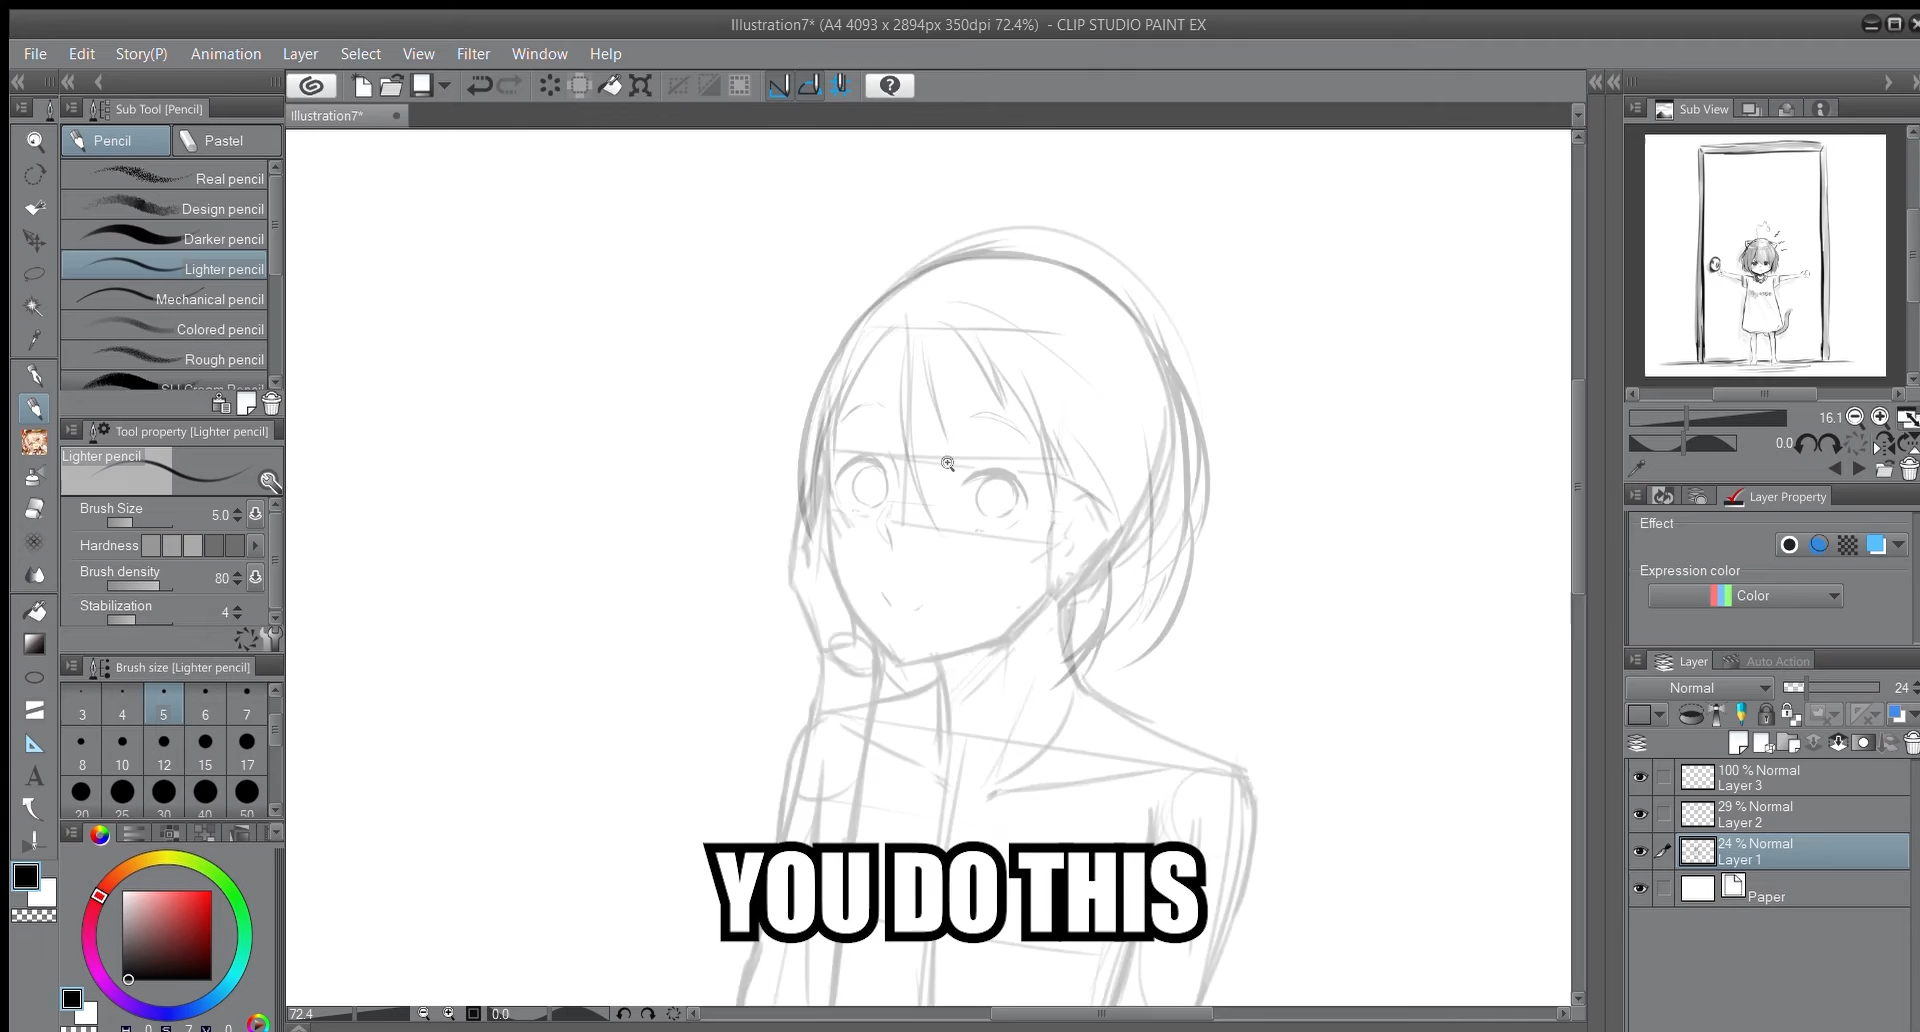 Illustration7* (A4 4093 x 2894px 350dpi 72.4%) - CLIP STUDIO PAINT EX
File Edit Story(P) Animation Layer Select View Filter Window Help
Sub Tool [Pencil]
Pencil Pastel
Real pencil
Design pencil
Darker pencil
Lighter pencil
Mechanical pencil
Colored pencil
Rough pencil
Tool property [Lighter pencil]
Lighter pencil
Brush Size 5.0
Hardness
Brush density 80
Stabilization 4
Brush size [Lighter pencil]
3 4 5 6 7
8 10 12 15 17
20 25 30 40 50
Illustration7*
YOU DO THIS
72.4 0.0
Sub View
16.1
0.0
Layer Property
Effect
Expression color
Color
Layer Auto Action
Normal 24
100 % Normal
Layer 3
29 % Normal
Layer 2
24 % Normal
Layer 1
Paper